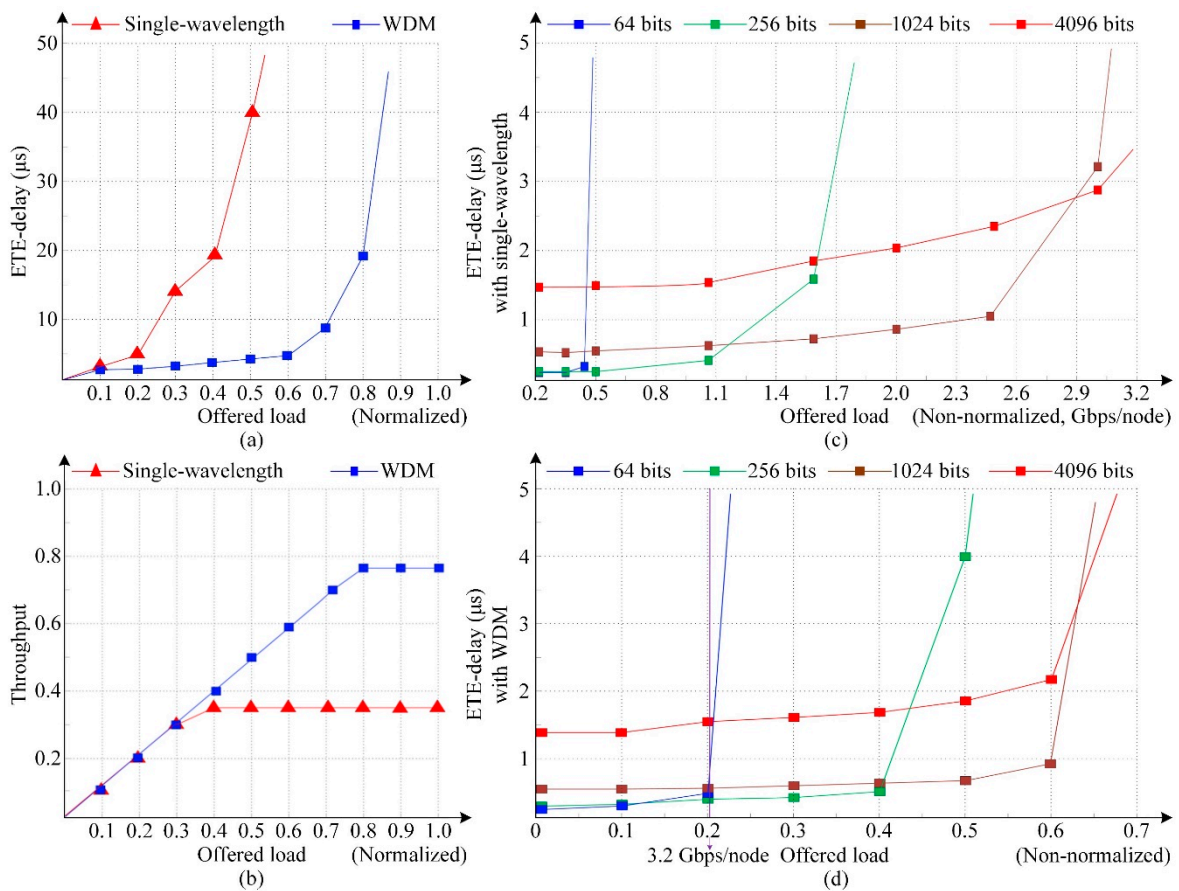 Single-wavelength WDM
50
40
30
20
10
ETE-delay (μs)
0.1 0.2 0.3 0.4 0.5 0.6 0.7 0.8 0.9 1.0
Offered load (Normalized)
(a)
64 bits 256 bits 1024 bits 4096 bits
5
4
3
2
1
ETE-delay (μs)
with single-wavelength
0.2 0.5 0.8 1.1 1.4 1.7 2.0 2.3 2.6 2.9 3.2
Offered load (Non-normalized, Gbps/node)
(c)
Single-wavelength WDM
1.0
0.8
0.6
0.4
0.2
Throughput
0.1 0.2 0.3 0.4 0.5 0.6 0.7 0.8 0.9 1.0
Offered load (Normalized)
(b)
64 bits 256 bits 1024 bits 4096 bits
5
4
3
2
1
ETE-delay (μs)
with WDM
0 0.1 0.2 0.3 0.4 0.5 0.6 0.7
3.2 Gbps/node Offered load (Non-normalized)
(d)